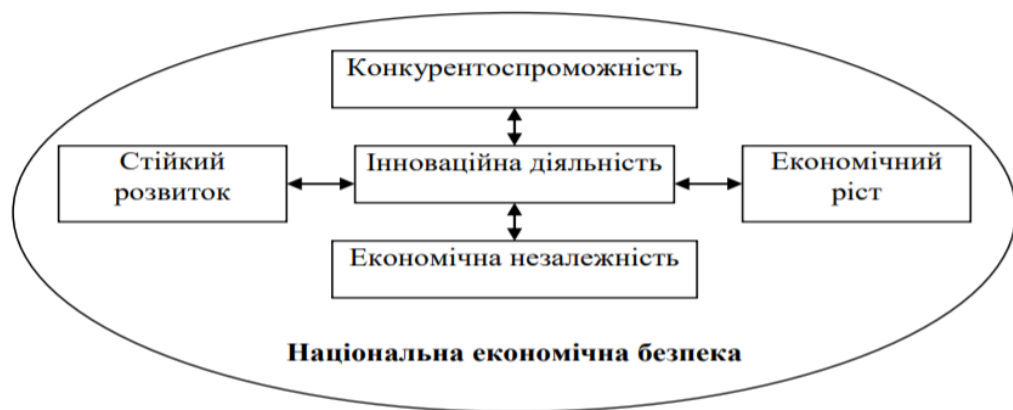 Конкурентоспроможність
Стійкий
розвиток
Інноваційна діяльність
Економічний
ріст
Економічна незалежність
Національна економічна безпека